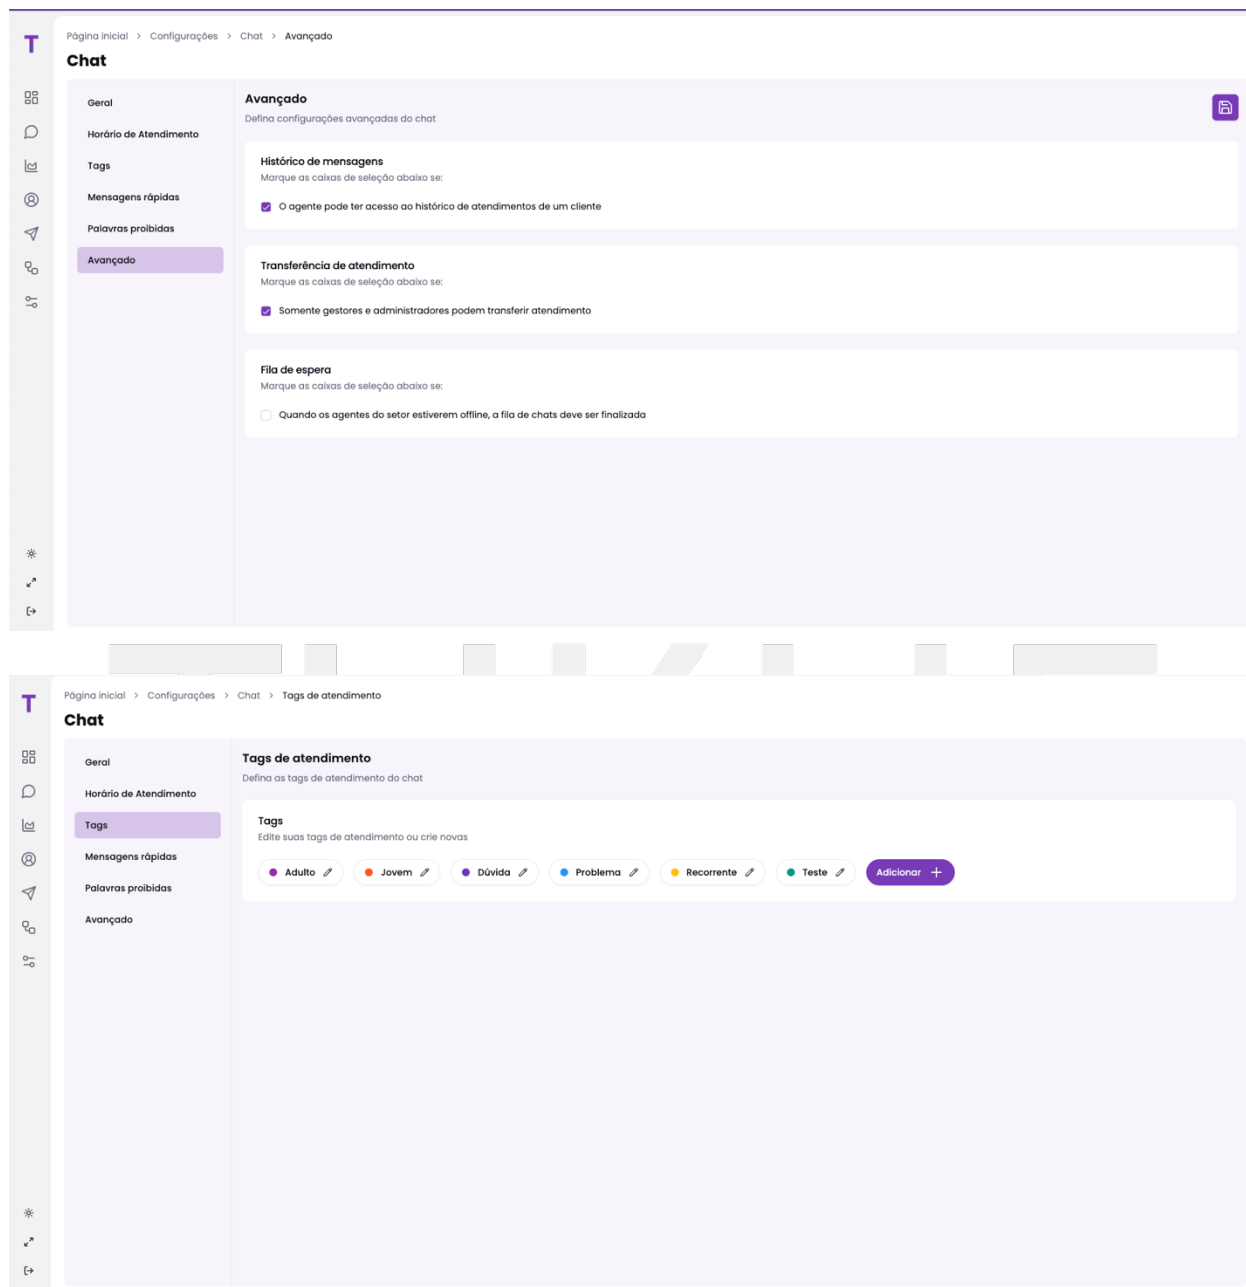 T
Página inicial > Configurações > Chat > Avançado
Chat
Geral
Horário de Atendimento
Tags
Mensagens rápidas
Palavras proibidas
Avançado
Avançado
Defina configurações avançadas do chat
Histórico de mensagens
Marque as caixas de seleção abaixo se:
O agente pode ter acesso ao histórico de atendimentos de um cliente
Transferência de atendimento
Marque as caixas de seleção abaixo se:
Somente gestores e administradores podem transferir atendimento
Fila de espera
Marque as caixas de seleção abaixo se:
Quando os agentes do setor estiverem offline, a fila de chats deve ser finalizada
T
Página inicial > Configurações > Chat > Tags de atendimento
Chat
Geral
Horário de Atendimento
Tags
Mensagens rápidas
Palavras proibidas
Avançado
Tags de atendimento
Defina as tags de atendimento do chat
Tags
Edite suas tags de atendimento ou crie novas
Adulto Jovem Dúvida Problema Recorrente Teste Adicionar +